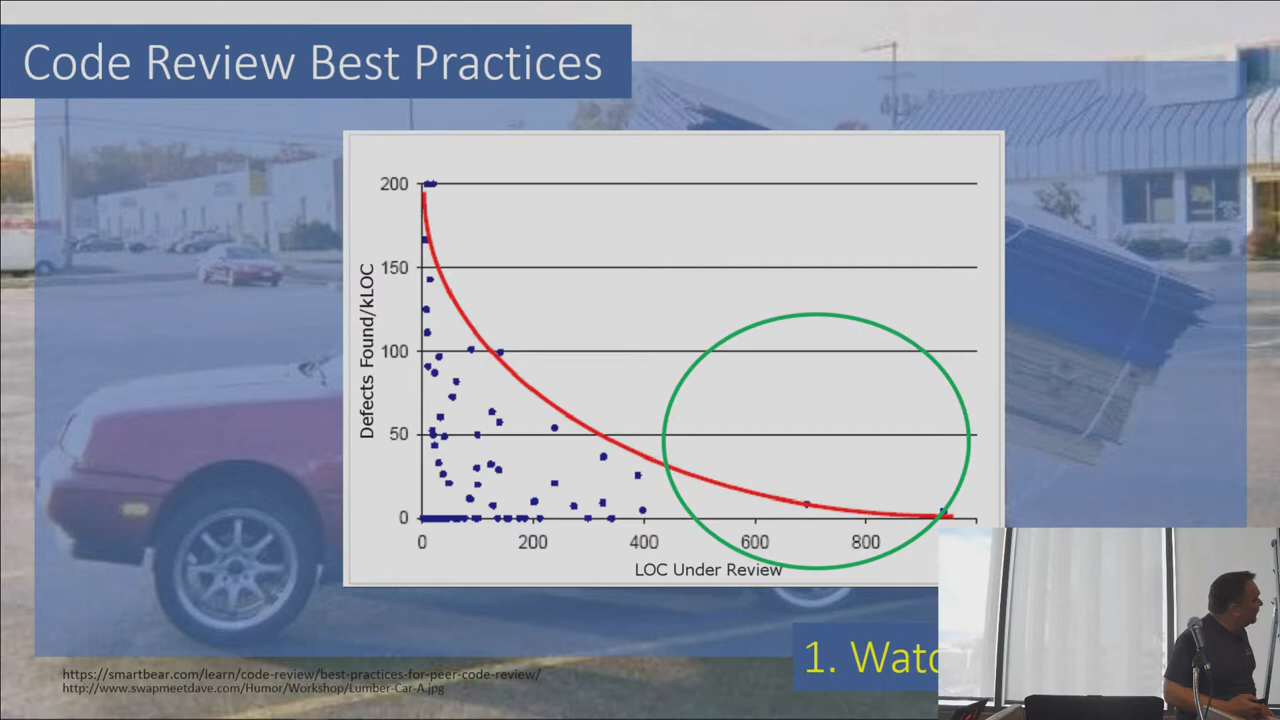 Code Review Best Practices
200
150
100
50
0
Defects Found/kLOC
0 200 400 600 800
LOC Under Review
1.
https://smartbear.com/learn/code-review/best-practices-for-peer-code-review/
http://www.swapmeetdave.com/Humor/Workshop/Lumber-Car-A.jpg